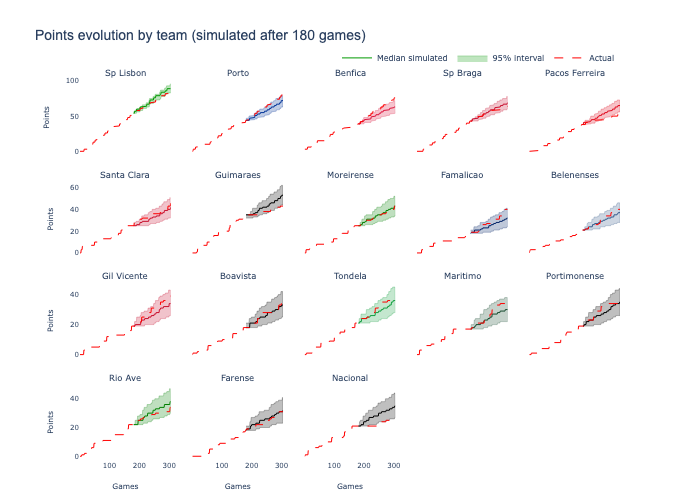 Points evolution by team (simulated after 180 games)
Median simulated 95% interval Actual
Sp Lisbon Porto Benfica Sp Braga Pacos Ferreira
100
50
0
Points
Santa Clara Guimaraes Moreirense Famalicao Belenenses
60
40
20
0
Points
Gil Vicente Boavista Tondela Maritimo Portimonense
40
20
0
Points
Rio Ave Farense Nacional
40
20
0
Points
100 200 300 100 200 300 100 200 300
Games Games Games